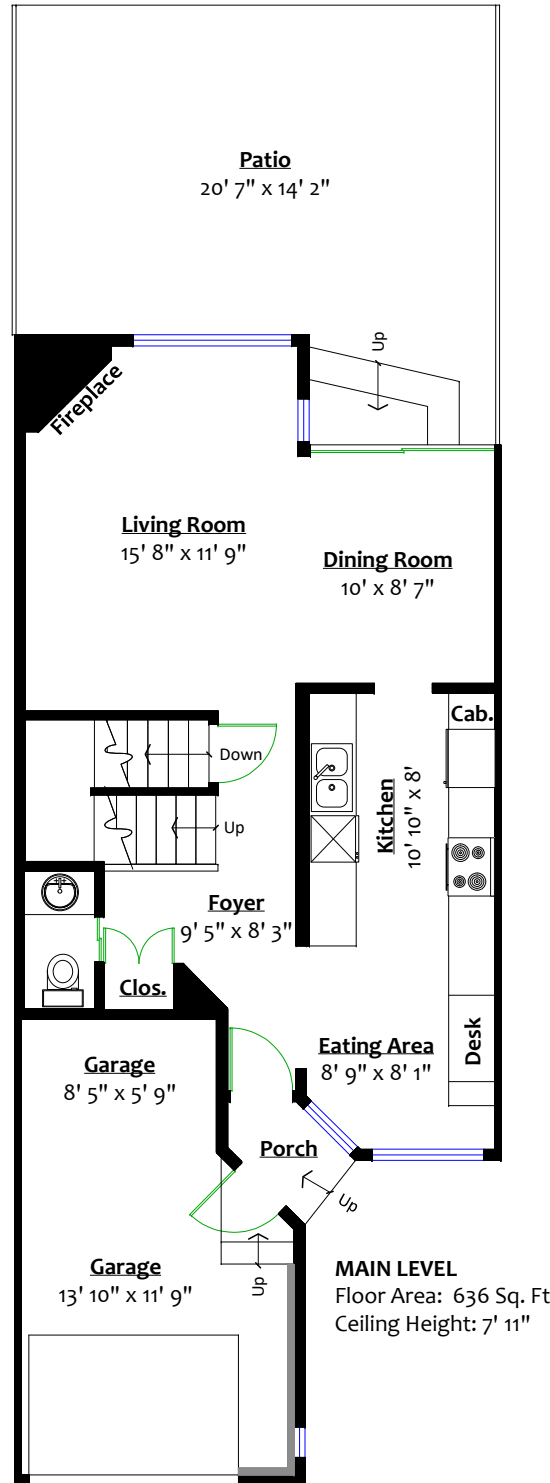 Patio
20' 7" x 14' 2"
Up
Fireplace
Living Room
15' 8" x 11' 9"
Dining Room
10' x 8' 7"
Cab.
Down
Kitchen
10' 10" x 8'
Up
Foyer
9' 5" x 8' 3"
Clos.
Desk
Garage
8' 5" x 5' 9"
Eating Area
8' 9" x 8' 1"
Porch
Up
Garage
13' 10" x 11' 9"
Up
MAIN LEVEL
Floor Area: 636 Sq. Ft
Ceiling Height: 7' 11"